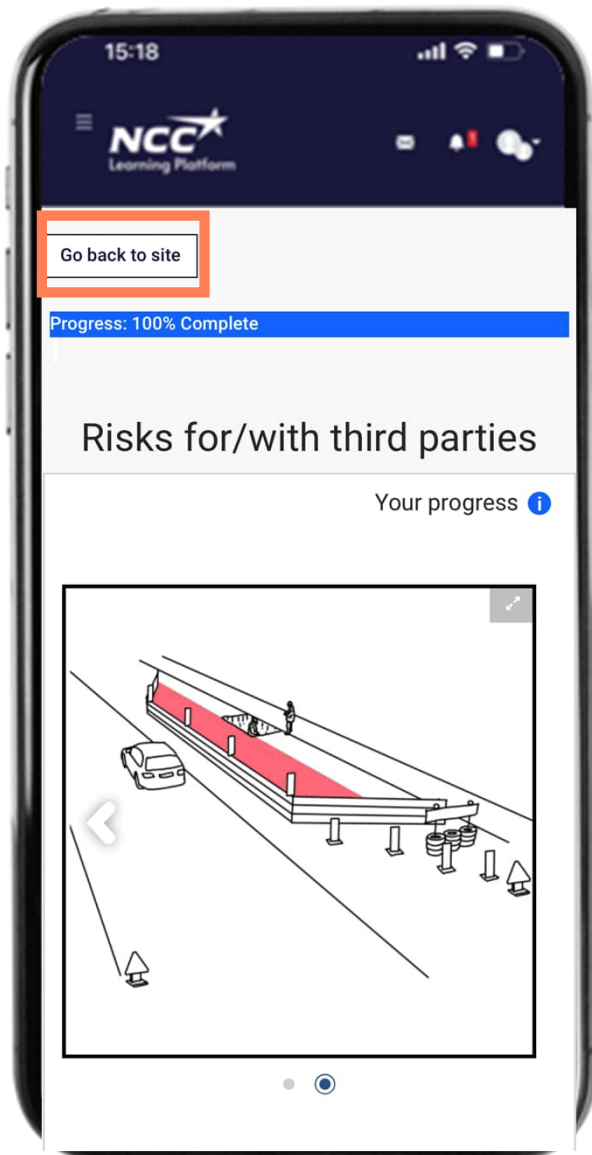 15:18
NCC
Learning Platform
1
Go back to site
Progress: 100% Complete
Risks for/with third parties
Your progress i